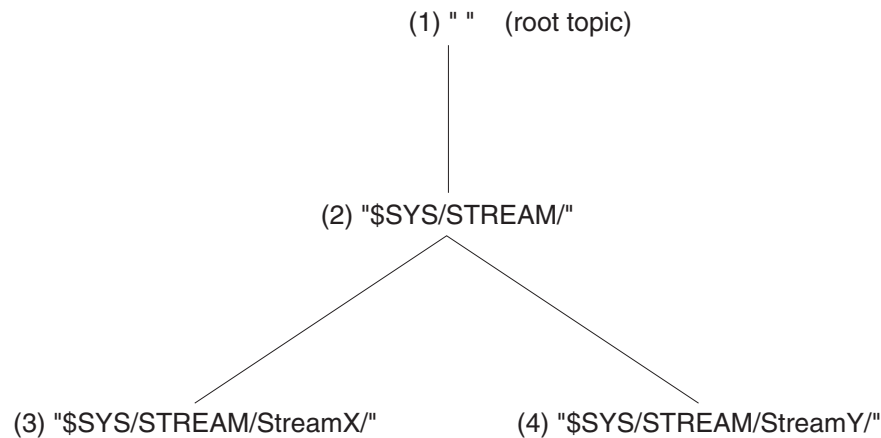 (1) " " (root topic)
(2) "$SYS/STREAM/"
(3) "$SYS/STREAM/StreamX/"
(4) "$SYS/STREAM/StreamY/"